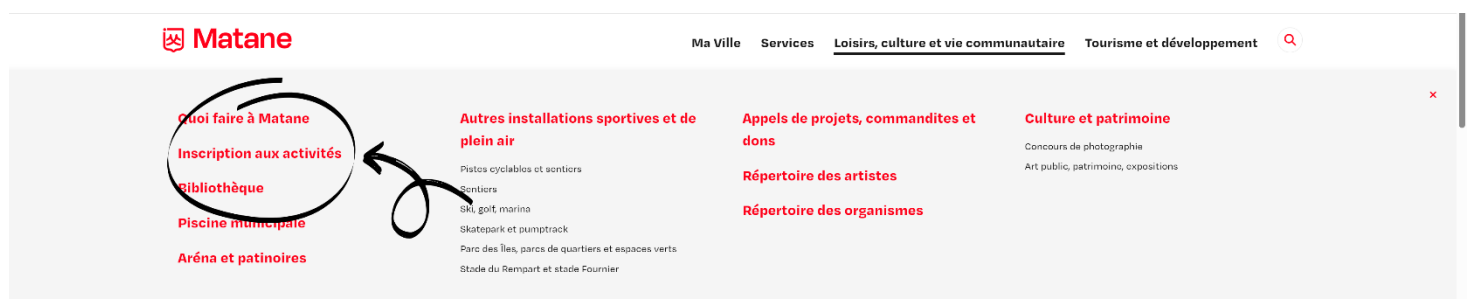 Matane
Ma Ville Services Loisirs, culture et vie communautaire Tourisme et développement
Quoi faire à Matane
Inscription aux activités
Bibliothèque
Piscine municipale
Aréna et patinoires
Autres installations sportives et de
plein air
Pistes cyclables et sentiers
Sentiers
Ski, golf, marina
Skatepark et pumptrack
Parc des Îles, parcs de quartiers et espaces verts
Stade du Rempart et stade Fournier
Appels de projets, commandites et
dons
Répertoire des artistes
Répertoire des organismes
Culture et patrimoine
Concours de photographie
Art public, patrimoine, expositions